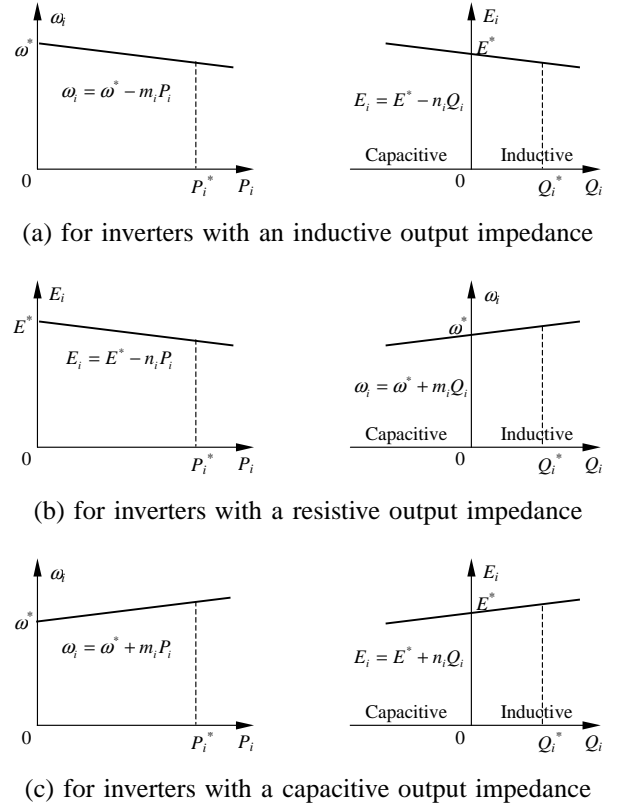 ωᵢ
ω*
ωᵢ = ω* − mᵢPᵢ
0
Pᵢ*
Pᵢ
Eᵢ
E*
Eᵢ = E* − nᵢQᵢ
Capacitive
Inductive
0
Qᵢ*
Qᵢ
(a) for inverters with an inductive output impedance
Eᵢ
E*
Eᵢ = E* − nᵢPᵢ
0
Pᵢ*
Pᵢ
ωᵢ
ω*
ωᵢ = ω* + mᵢQᵢ
Capacitive
Inductive
0
Qᵢ*
Qᵢ
(b) for inverters with a resistive output impedance
ωᵢ
ω*
ωᵢ = ω* + mᵢPᵢ
0
Pᵢ*
Pᵢ
Eᵢ
E*
Eᵢ = E* + nᵢQᵢ
Capacitive
Inductive
0
Qᵢ*
Qᵢ
(c) for inverters with a capacitive output impedance